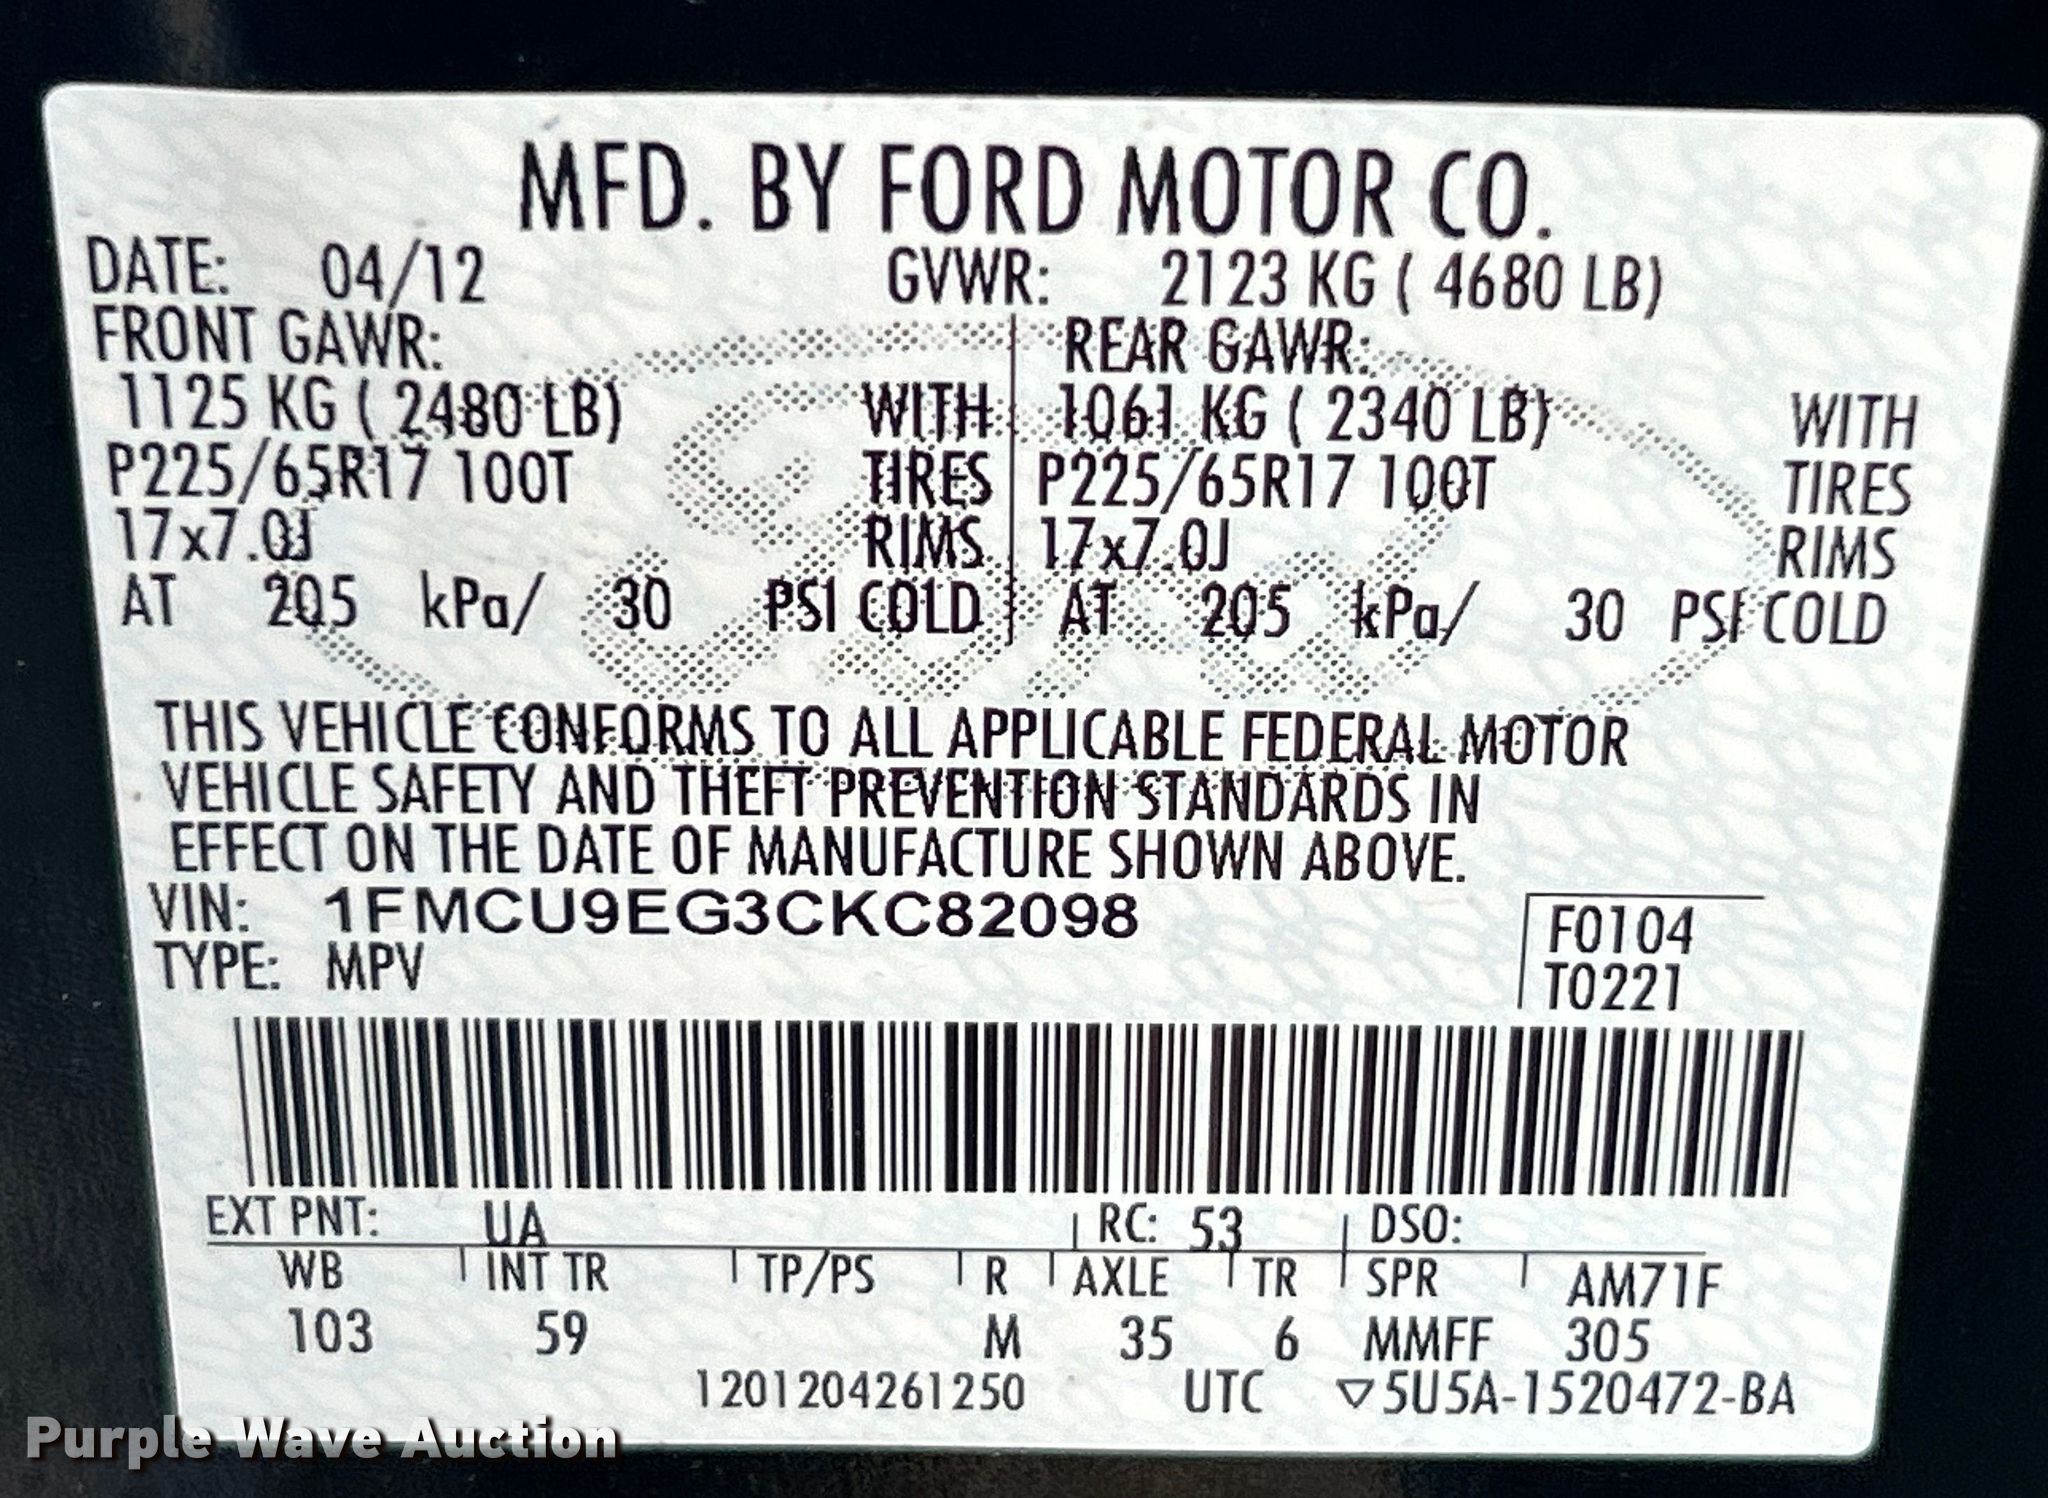 MFD. BY FORD MOTOR CO.
DATE: 04/12 GVWR: 2123 KG ( 4680 LB)
FRONT GAWR: REAR GAWR:
1125 KG ( 2480 LB) WITH 1061 KG ( 2340 LB) WITH
P225/65R17 100T TIRES P225/65R17 100T TIRES
17x7.0J RIMS 17x7.0J RIMS
AT 205 kPa/ 30 PSI COLD AT 205 kPa/ 30 PSI COLD
THIS VEHICLE CONFORMS TO ALL APPLICABLE FEDERAL MOTOR
VEHICLE SAFETY AND THEFT PREVENTION STANDARDS IN
EFFECT ON THE DATE OF MANUFACTURE SHOWN ABOVE.
VIN: 1FMCU9EG3CKC82098 F0104
TYPE: MPV T0221
EXT PNT: UA RC: 53 DSO:
WB INT TR TP/PS R AXLE TR SPR AM71F
103 59 M 35 6 MMFF 305
1201204261250 UTC ▽5U5A-1520472-BA
Purple Wave Auction